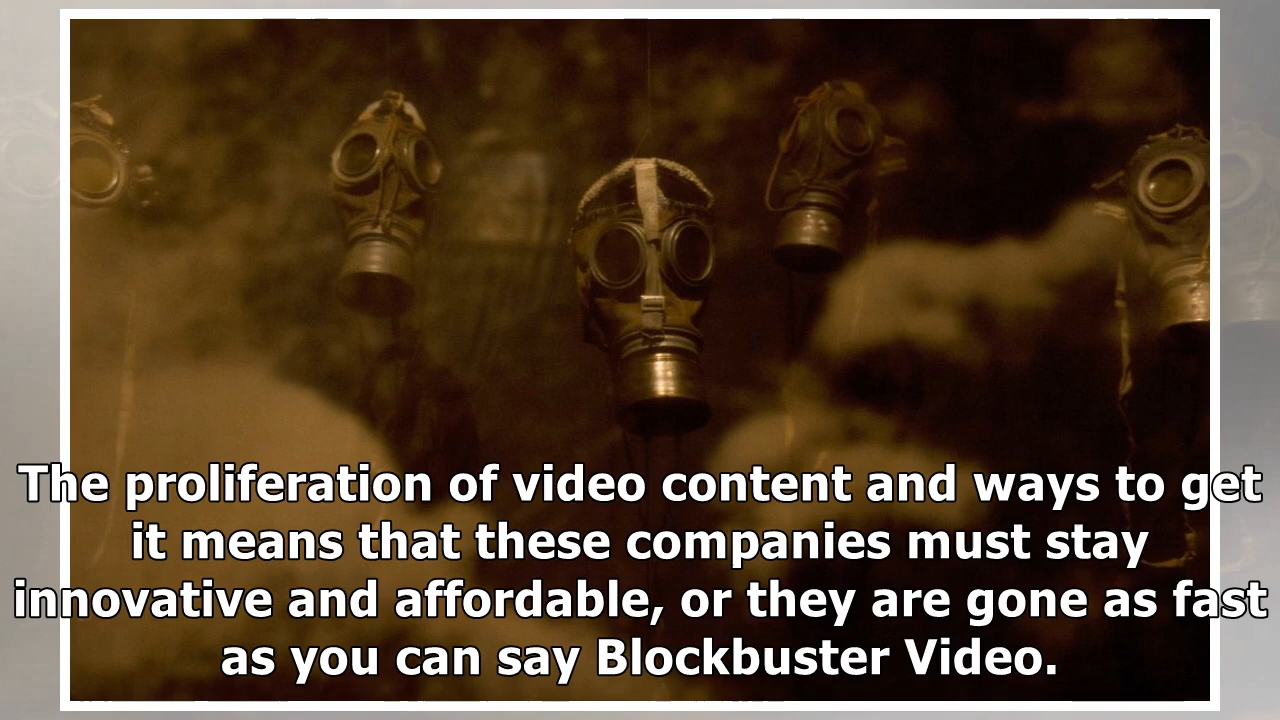 The proliferation of video content and ways to get
it means that these companies must stay
innovative and affordable, or they are gone as fast
as you can say Blockbuster Video.